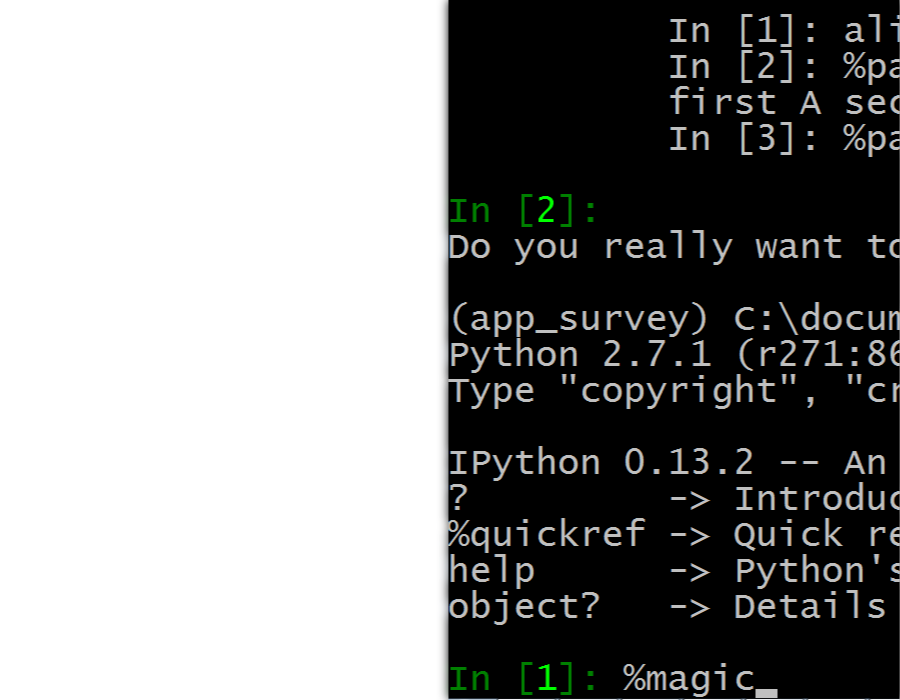 In [1]: ali
In [2]: %pa
first A sec
In [3]: %pa
In [2]:
Do you really want to
(app_survey) C:\docum
Python 2.7.1 (r271:86
Type "copyright", "cr
IPython 0.13.2 -- An
? -> Introduc
%quickref -> Quick re
help -> Python's
object? -> Details
In [1]: %magic_